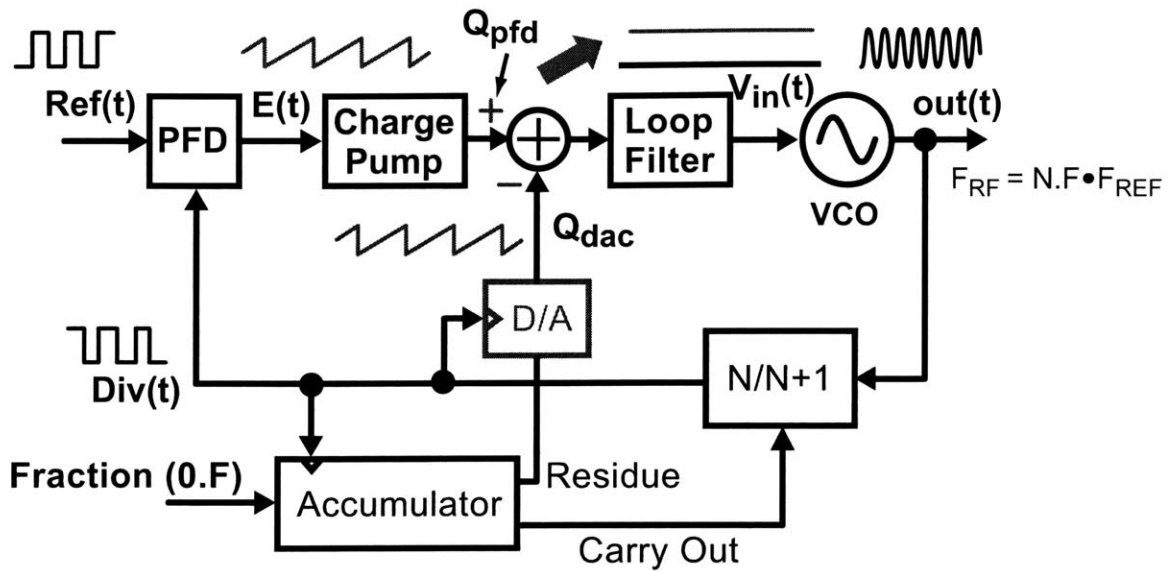 Q_pfd
Ref(t)
E(t)
V_in(t)
out(t)
PFD
Charge
Pump
+
−
Loop
Filter
VCO
F_RF = N.F•F_REF
Q_dac
D/A
Div(t)
N/N+1
Fraction (0.F)
Accumulator
Residue
Carry Out